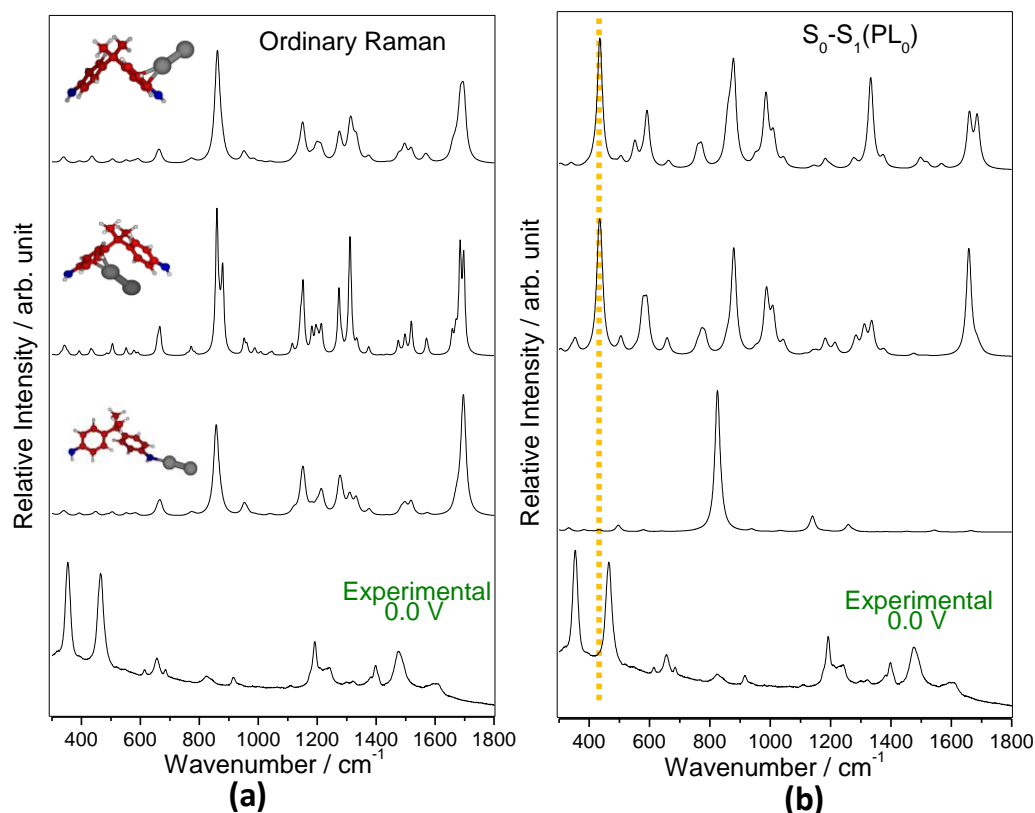 Ordinary Raman
Relative Intensity / arb. unit
Experimental
0.0 V
400 600 800 1000 1200 1400 1600 1800
Wavenumber / cm⁻¹
(a)
S₀-S₁(PL₀)
Relative Intensity / arb. unit
Experimental
0.0 V
400 600 800 1000 1200 1400 1600 1800
Wavenumber / cm⁻¹
(b)